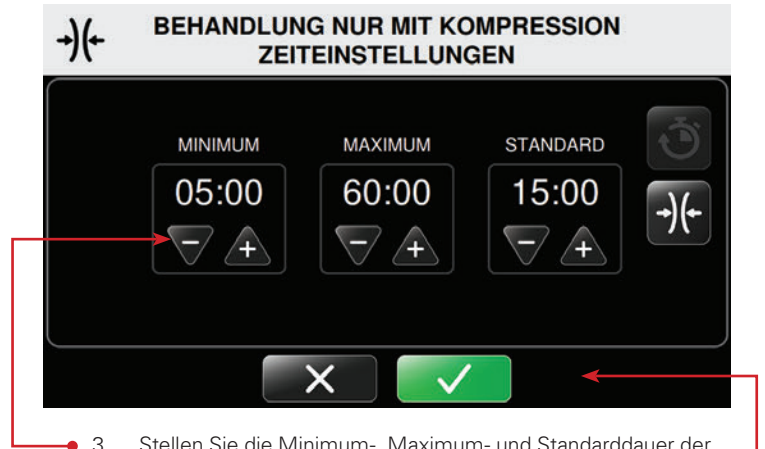 BEHANDLUNG NUR MIT KOMPRESSION
ZEITEINSTELLUNGEN
MINIMUM MAXIMUM STANDARD
05:00 60:00 15:00
3. Stellen Sie die Minimum-, Maximum- und Standarddauer der